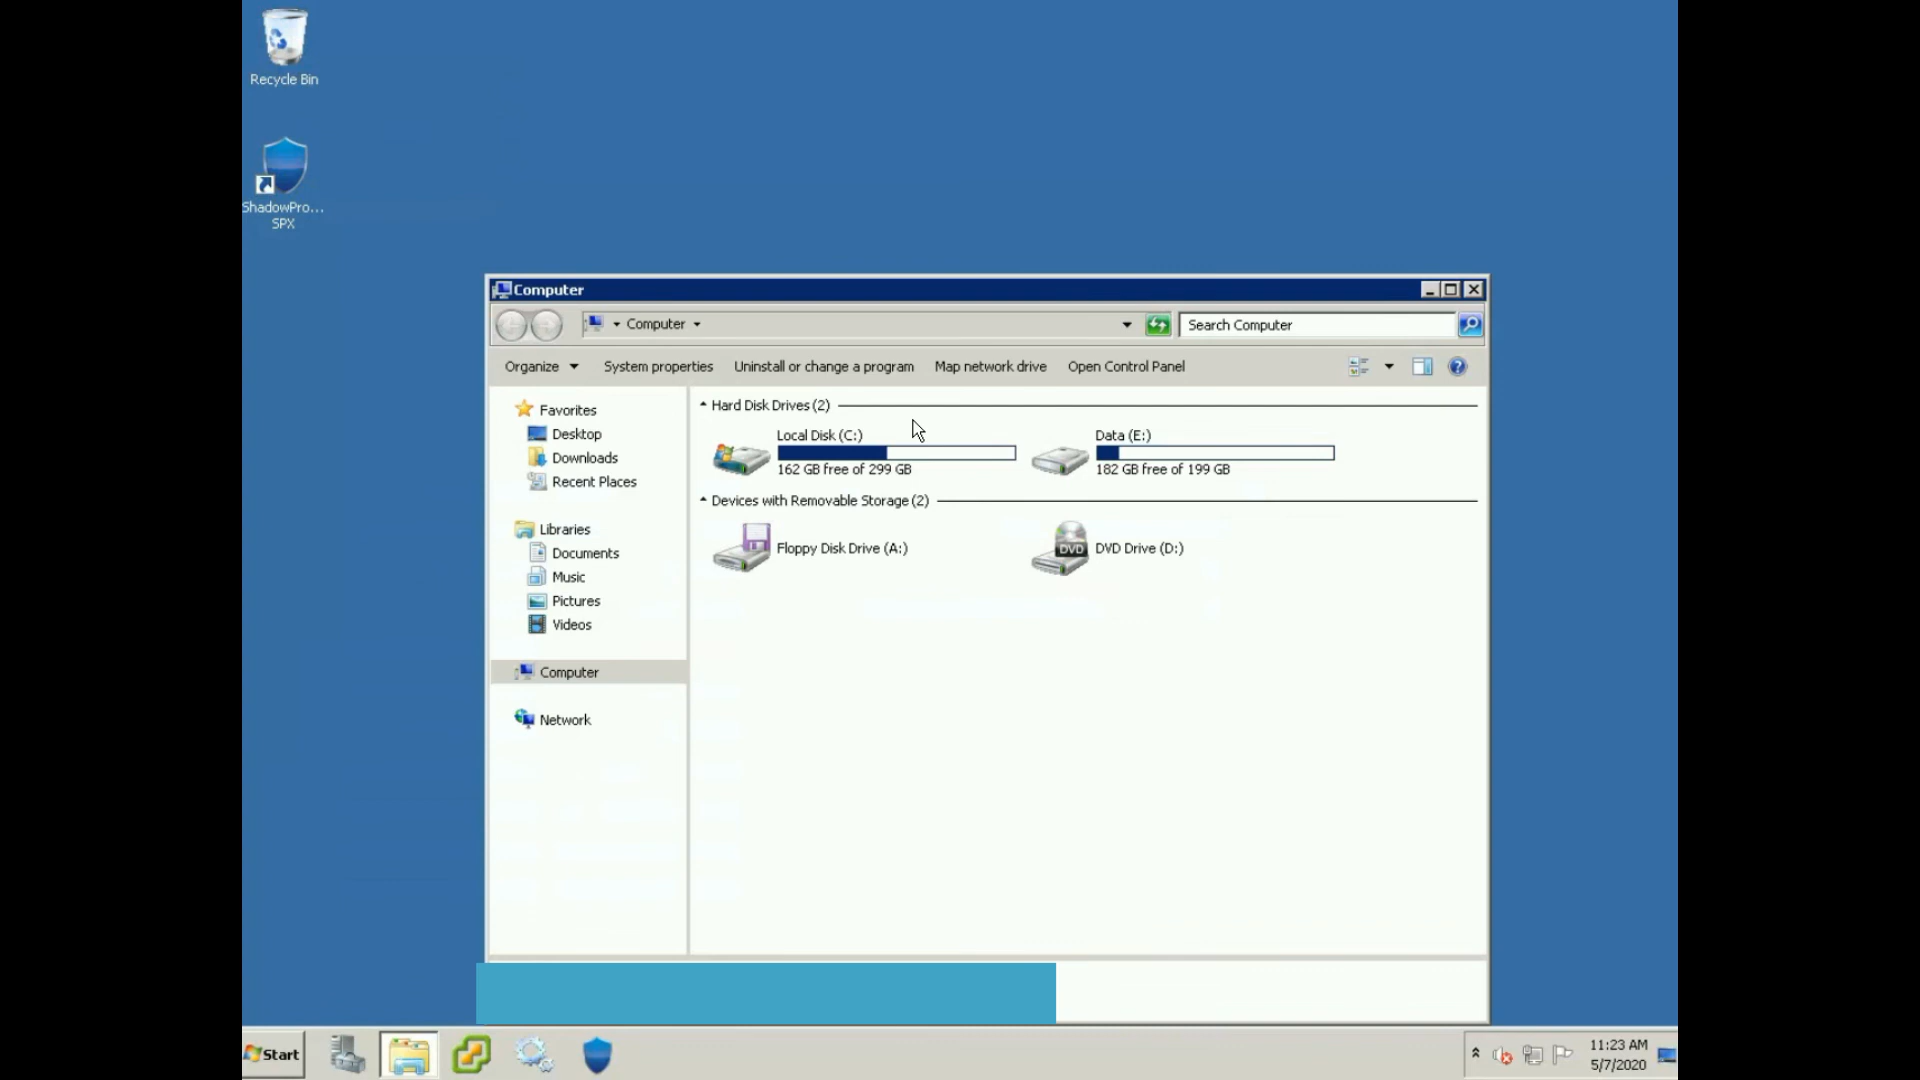 Recycle Bin
ShadowPro...
SPX
Computer
Computer
Search Computer
Organize
System properties
Uninstall or change a program
Map network drive
Open Control Panel
Favorites
Desktop
Downloads
Recent Places
Libraries
Documents
Music
Pictures
Videos
Computer
Network
Hard Disk Drives (2)
Local Disk (C:)
162 GB free of 299 GB
Data (E:)
182 GB free of 199 GB
Devices with Removable Storage (2)
Floppy Disk Drive (A:)
DVD
DVD Drive (D:)
Start
11:23 AM
5/7/2020